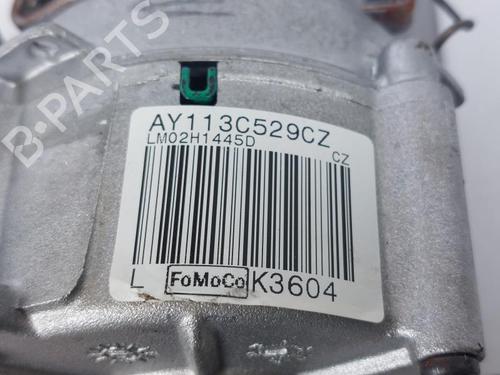 B-PARTS
AY113C529CZ
LM02H1445D
CZ
L FoMoCo K3604